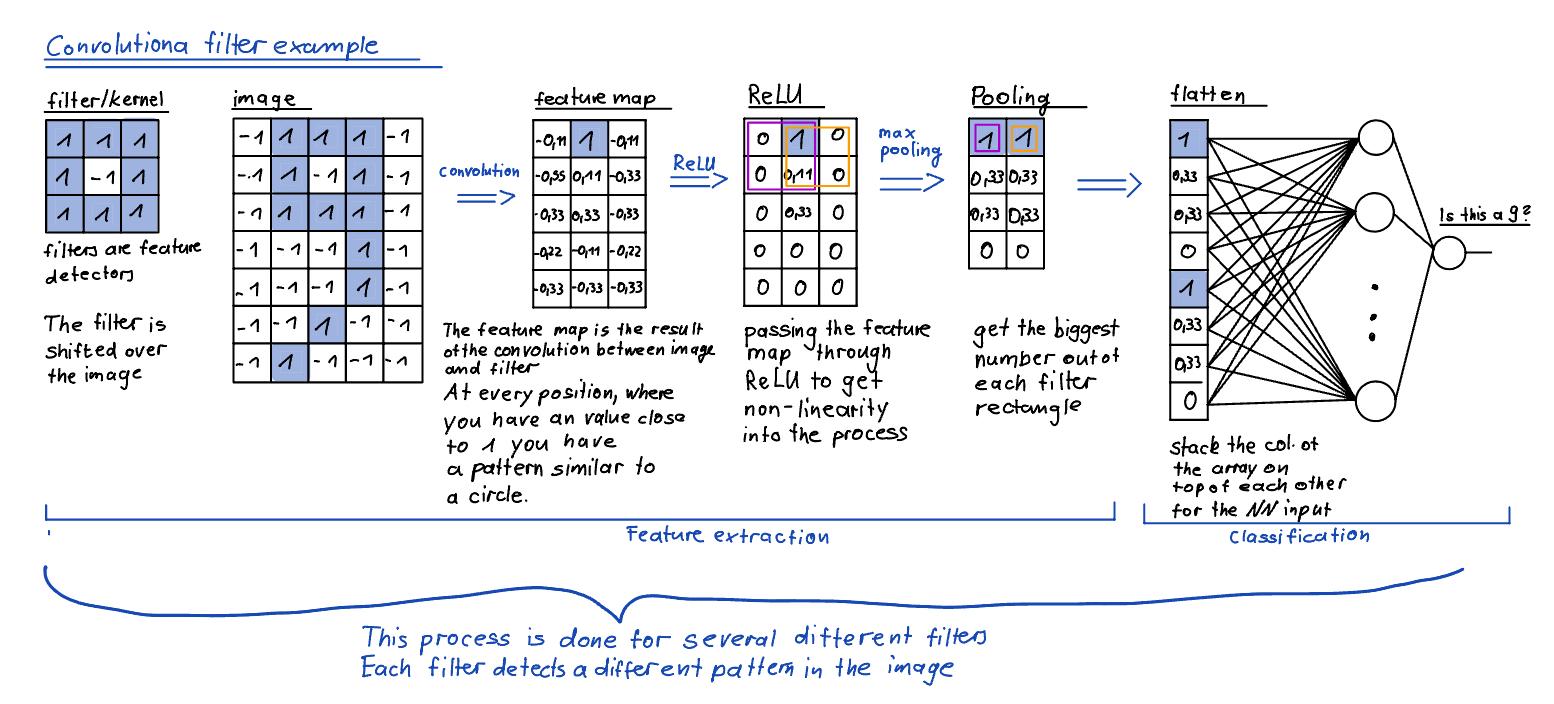 Convolutiona filter example
filter/kernel
1 1 1
1 -1 1
1 1 1
filters are feature
detectors
The filter is
shifted over
the image
image
-1 1 1 1 -1
-1 1 -1 1 -1
-1 1 1 1 -1
-1 -1 -1 1 -1
-1 -1 -1 1 -1
-1 -1 1 -1 -1
-1 1 -1 -1 -1
convolution
feature map
-0,11 1 -0,11
-0,55 0,11 -0,33
-0,33 0,33 -0,33
-0,22 -0,11 -0,22
-0,33 -0,33 -0,33
The feature map is the result
of the convolution between image
and filter
At every position, where
you have an value close
to 1 you have
a pattern similar to
a circle.
ReLU
ReLU
0 1 0
0 0,11 0
0 0,33 0
0 0 0
0 0 0
passing the feature
map through
ReLU to get
non-linearity
into the process
max
pooling
Pooling
1 1
0,33 0,33
0,33 0,33
0 0
get the biggest
number out of
each filter
rectangle
flatten
1
0,33
0,33
0
1
0,33
0,33
0
stack the col. of
the array on
top of each other
for the NN input
Is this a 9?
Feature extraction
Classification
This process is done for several different filters
Each filter detects a different pattern in the image